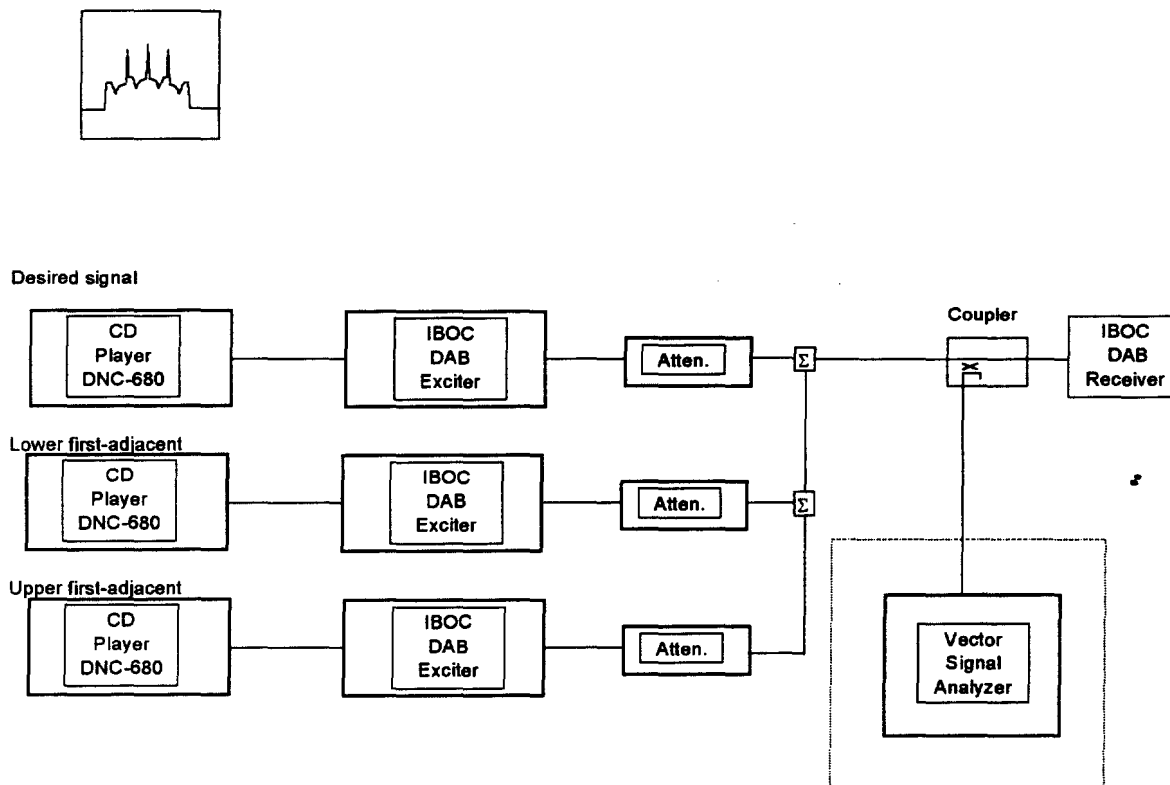 Desired signal
CD
Player
DNC-680
IBOC
DAB
Exciter
Atten.
Σ
Coupler
IBOC
DAB
Receiver
Lower first-adjacent
CD
Player
DNC-680
IBOC
DAB
Exciter
Atten.
Σ
Upper first-adjacent
CD
Player
DNC-680
IBOC
DAB
Exciter
Atten.
Vector
Signal
Analyzer